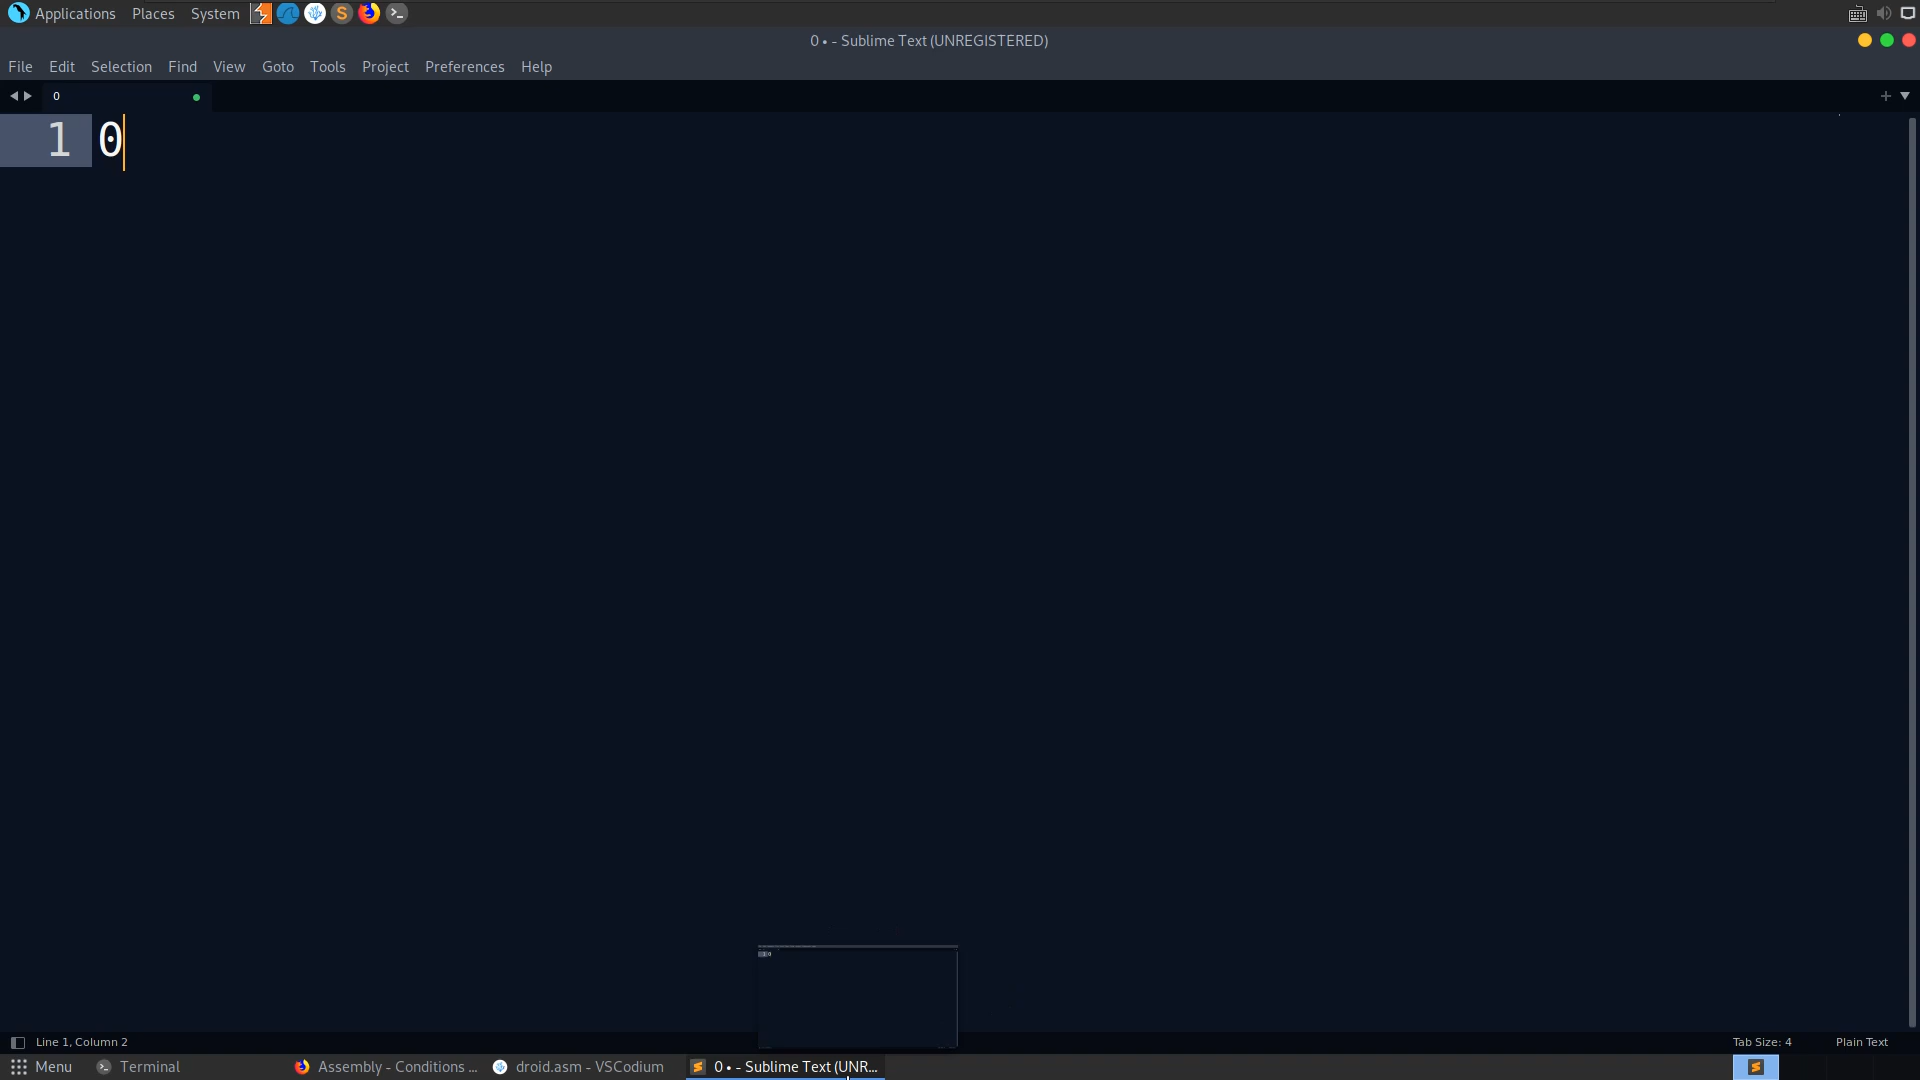 Applications Places System
0 • - Sublime Text (UNREGISTERED)
File Edit Selection Find View Goto Tools Project Preferences Help
0
1 0
Line 1, Column 2 Tab Size: 4 Plain Text
Menu Terminal Assembly - Conditions ... droid.asm - VSCodium 0 • - Sublime Text (UNR...